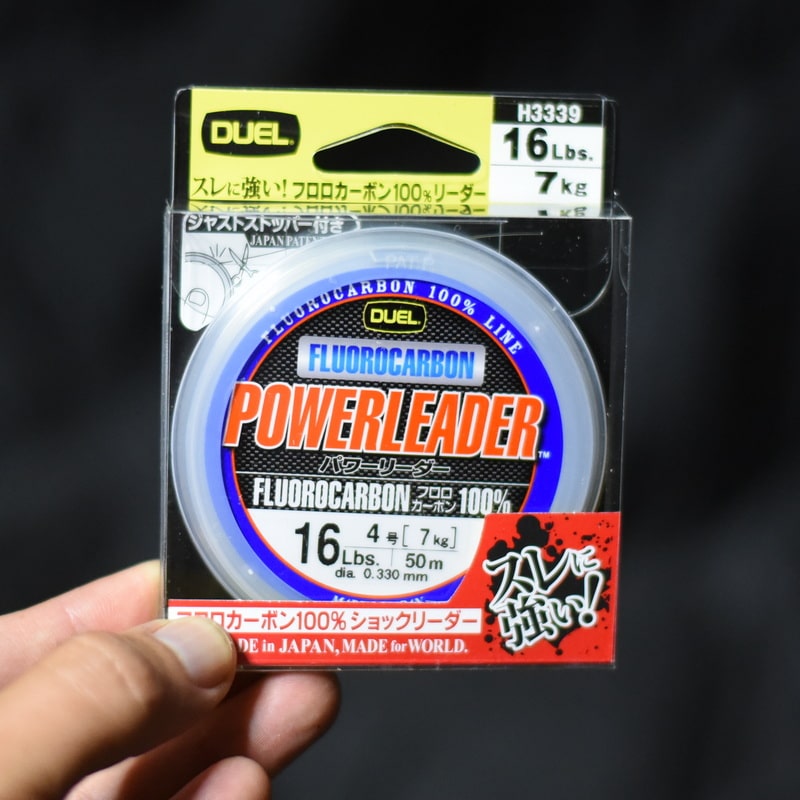 DUEL
H3339
16 Lbs.
7 kg
スレに強い! フロロカーボン100%リーダー
ジャストストッパー付き
JAPAN PATENT
FLUOROCARBON 100% LINE
DUEL
FLUOROCARBON
POWERLEADER™
パワーリーダー
FLUOROCARBON フロロカーボン 100%
16 Lbs.
4号 [7kg]
50m
dia. 0.330 mm
スレに
強い!
フロロカーボン100% ショックリーダー
in JAPAN, MADE for WORLD.